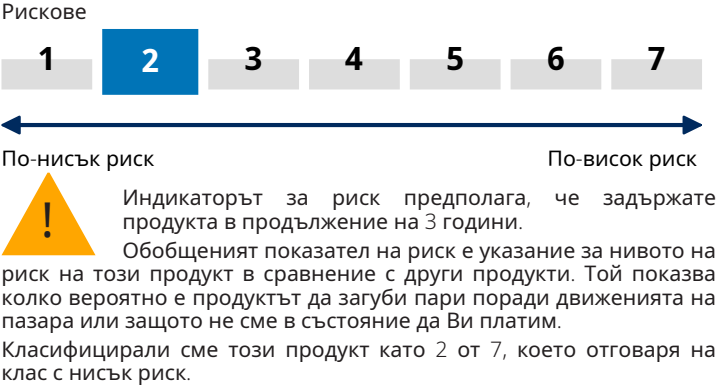 Рискове
1 2 3 4 5 6 7
По-нисък риск По-висок риск
!
Индикаторът за риск предполага, че задържате
продукта в продължение на 3 години.
Обобщеният показател на риск е указание за нивото на
риск на този продукт в сравнение с други продукти. Той показва
колко вероятно е продуктът да загуби пари поради движенията на
пазара или защото не сме в състояние да Ви платим.
Класифицирали сме този продукт като 2 от 7, което отговаря на
клас с нисък риск.